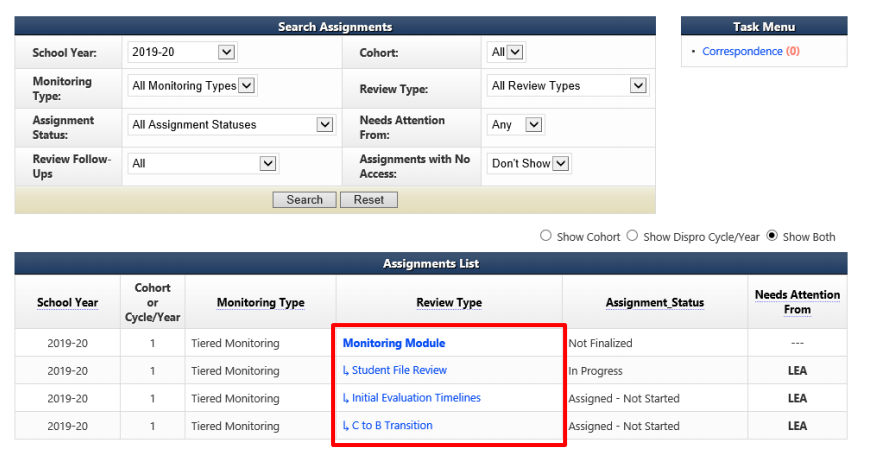 Search Assignments
School Year: 2019-20 Cohort: All
Monitoring Type: All Monitoring Types Review Type: All Review Types
Assignment Status: All Assignment Statuses Needs Attention From: Any
Review Follow-Ups All Assignments with No Access: Don't Show
Search Reset
Task Menu
• Correspondence (0)
Show Cohort Show Dispro Cycle/Year Show Both
Assignments List
School Year Cohort or Cycle/Year Monitoring Type Review Type Assignment_Status Needs Attention From
2019-20 1 Tiered Monitoring Monitoring Module Not Finalized ---
2019-20 1 Tiered Monitoring ↳ Student File Review In Progress LEA
2019-20 1 Tiered Monitoring ↳ Initial Evaluation Timelines Assigned - Not Started LEA
2019-20 1 Tiered Monitoring ↳ C to B Transition Assigned - Not Started LEA